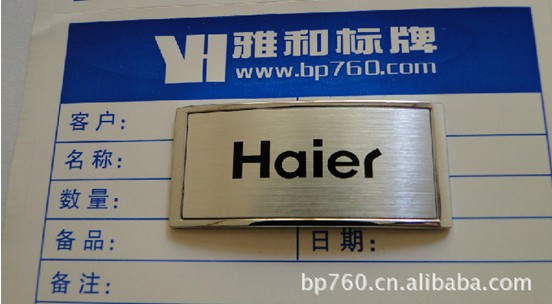 YH 雅和标牌
www.bp760.com
客户:
名称:
Haier
数量:
备品: 日期:
备注:
bp760.cn.alibaba.com